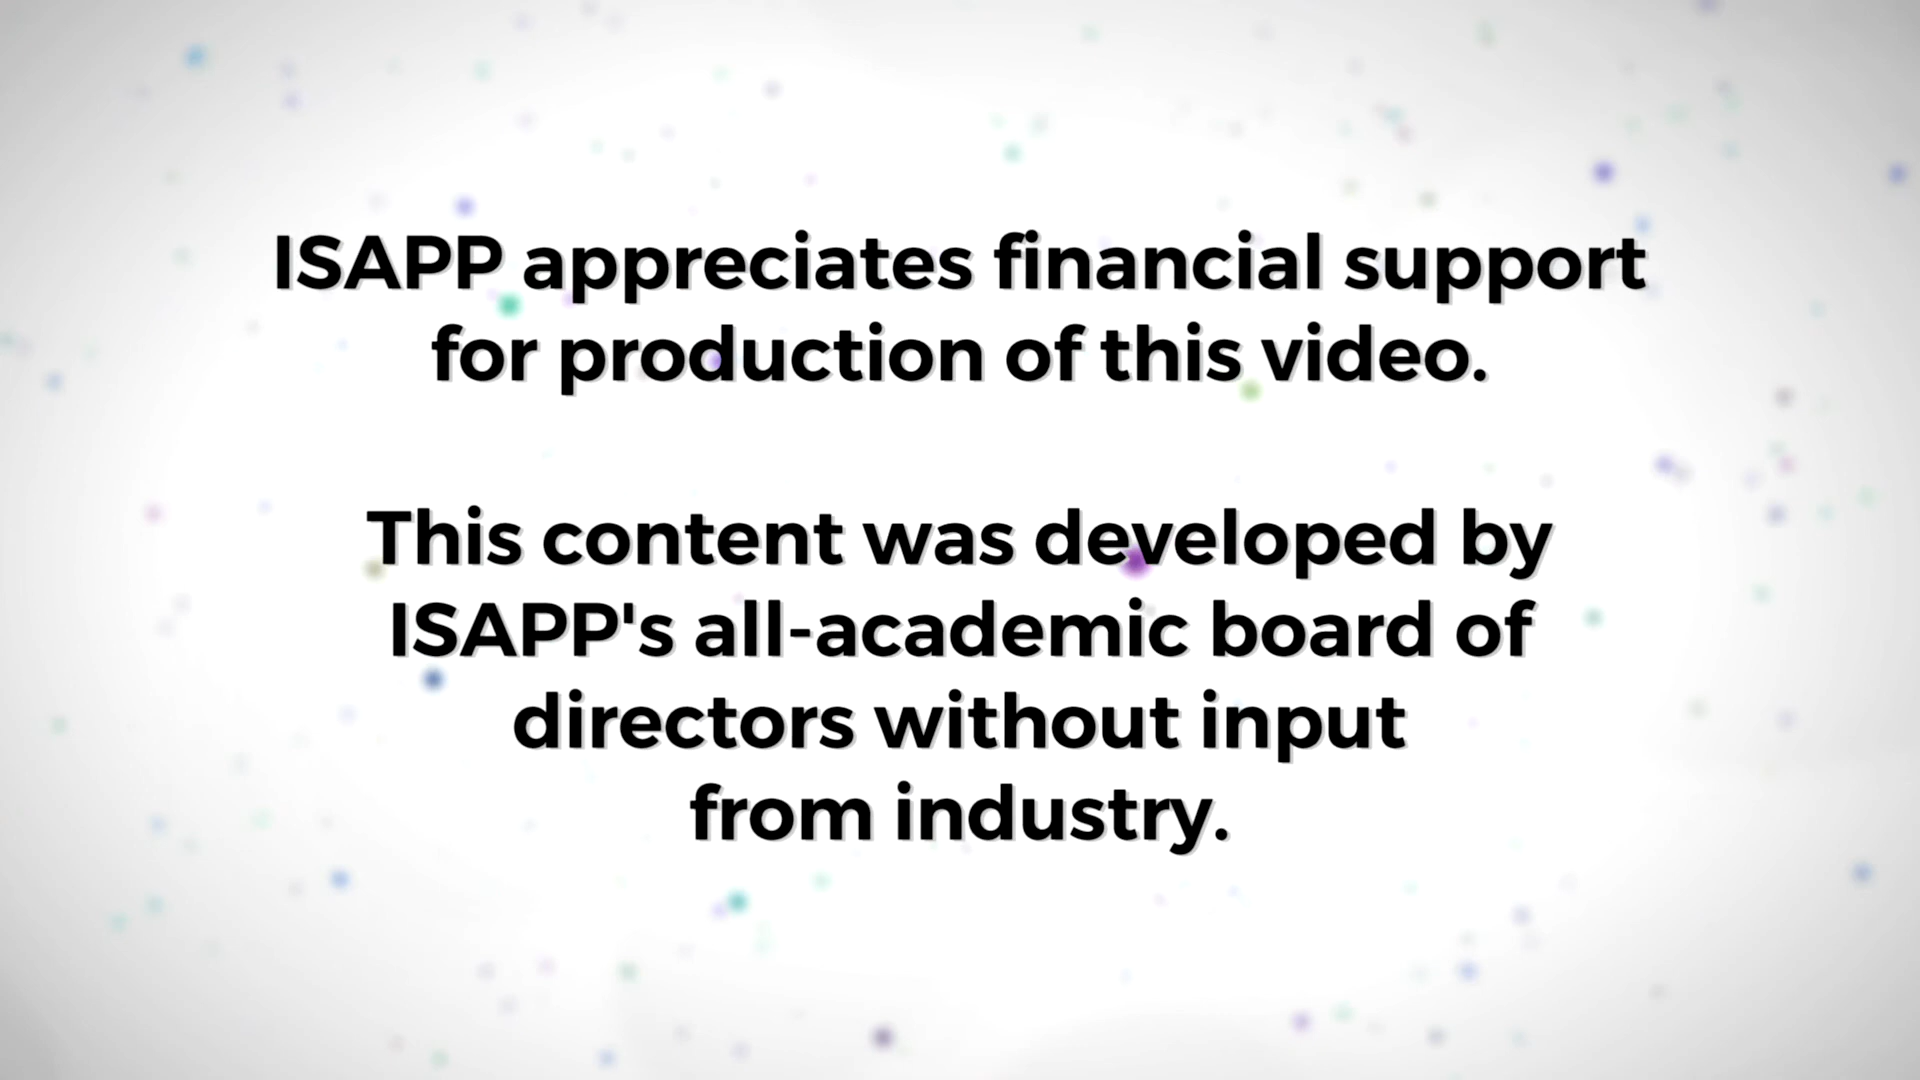 ISAPP appreciates financial support
for production of this video.
This content was developed by
ISAPP's all-academic board of
directors without input
from industry.